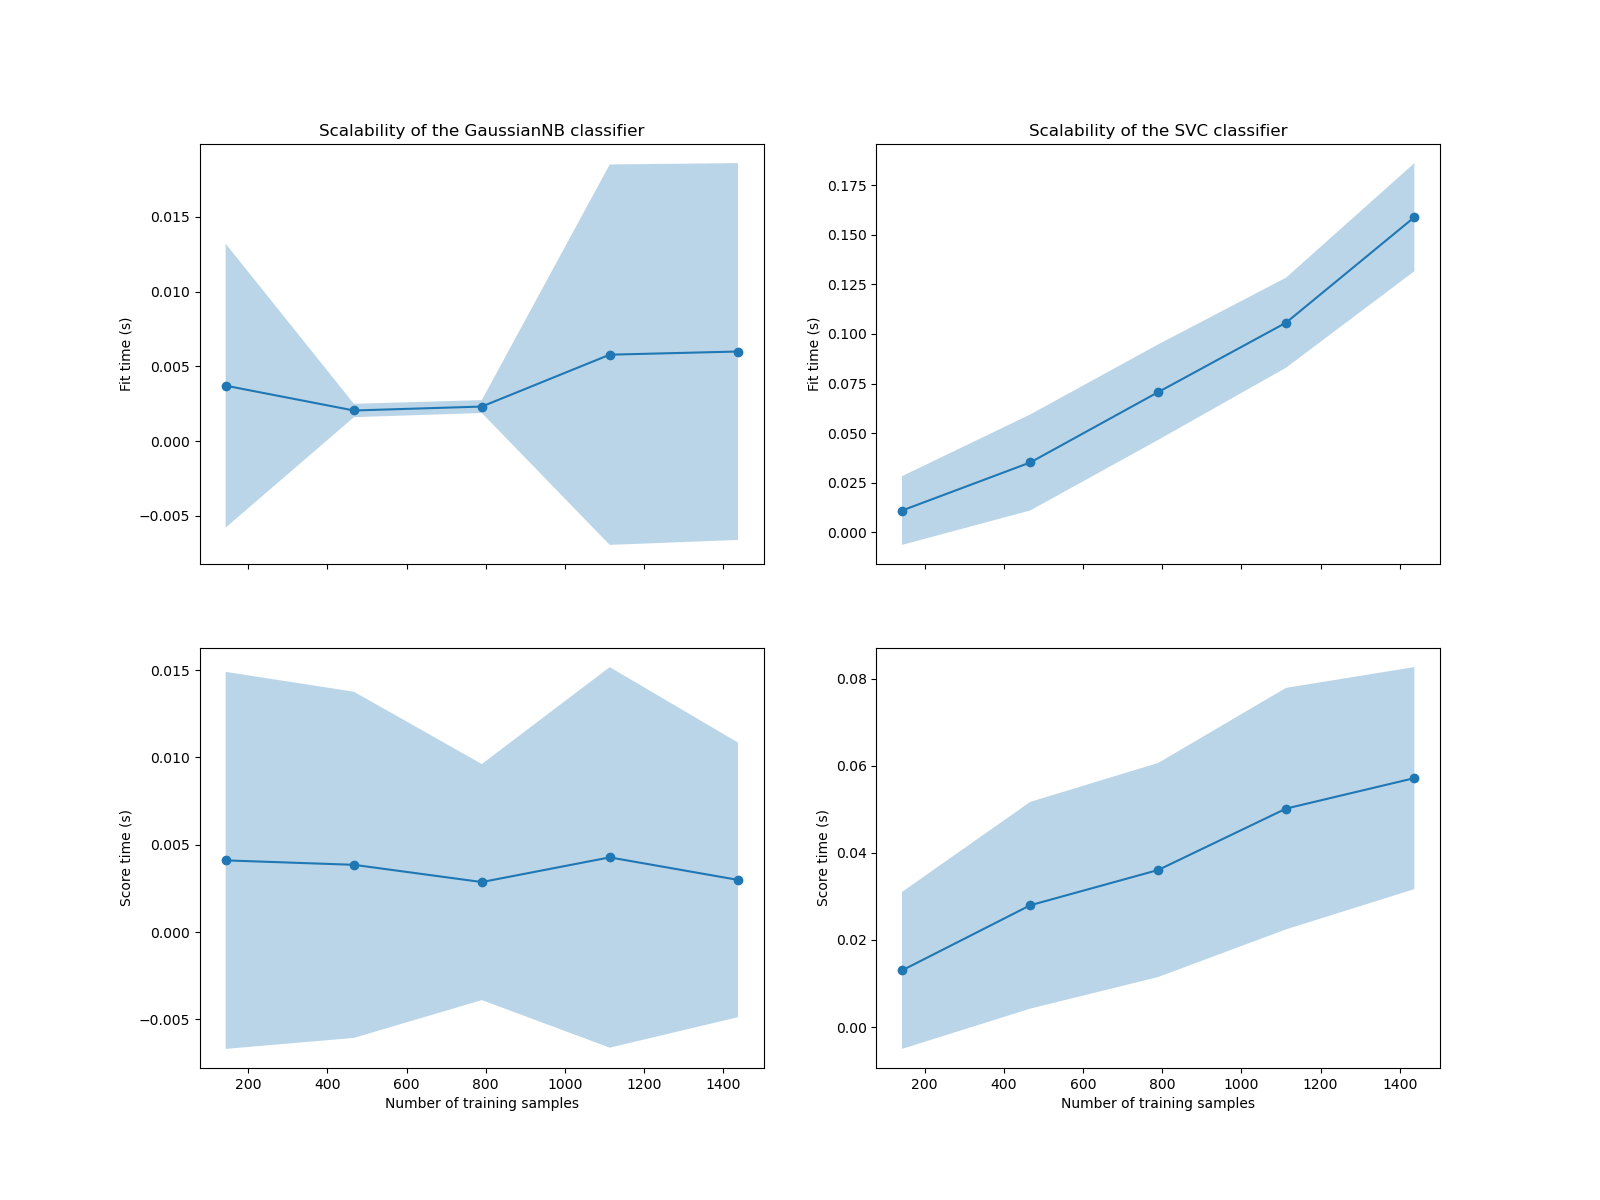 Scalability of the GaussianNB classifier
Fit time (s)
0.015
0.010
0.005
0.000
−0.005
Scalability of the SVC classifier
Fit time (s)
0.175
0.150
0.125
0.100
0.075
0.050
0.025
0.000
Score time (s)
0.015
0.010
0.005
0.000
−0.005
200 400 600 800 1000 1200 1400
Number of training samples
Score time (s)
0.08
0.06
0.04
0.02
0.00
200 400 600 800 1000 1200 1400
Number of training samples